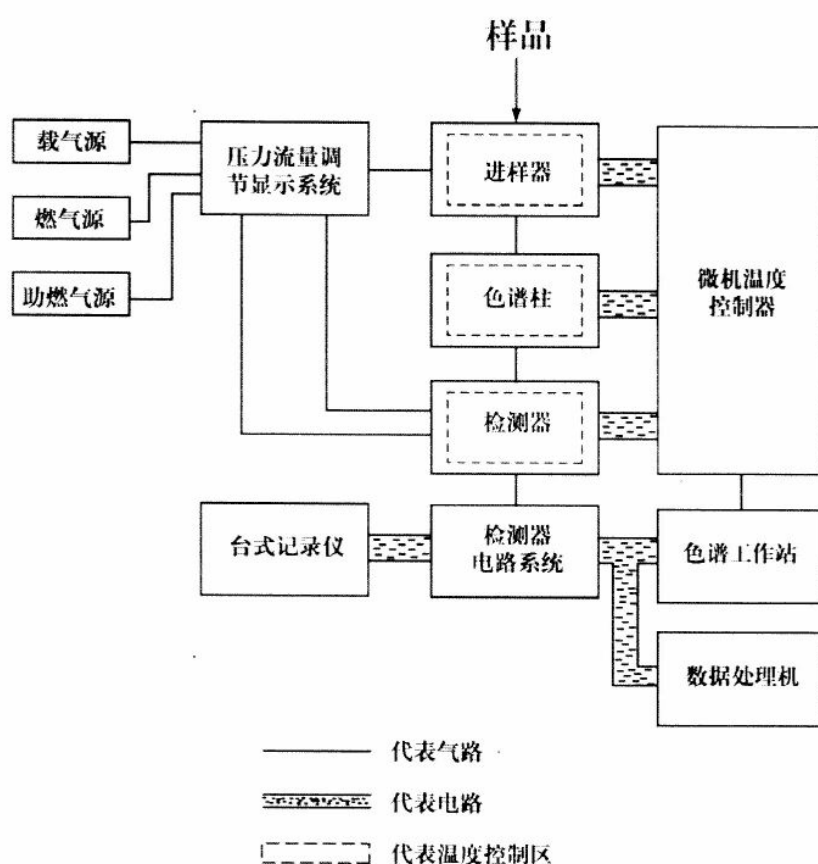 样品
载气源
燃气源
助燃气源
压力流量调
节显示系统
进样器
色谱柱
检测器
微机温度
控制器
台式记录仪
检测器
电路系统
色谱工作站
数据处理机
代表气路
代表电路
代表温度控制区